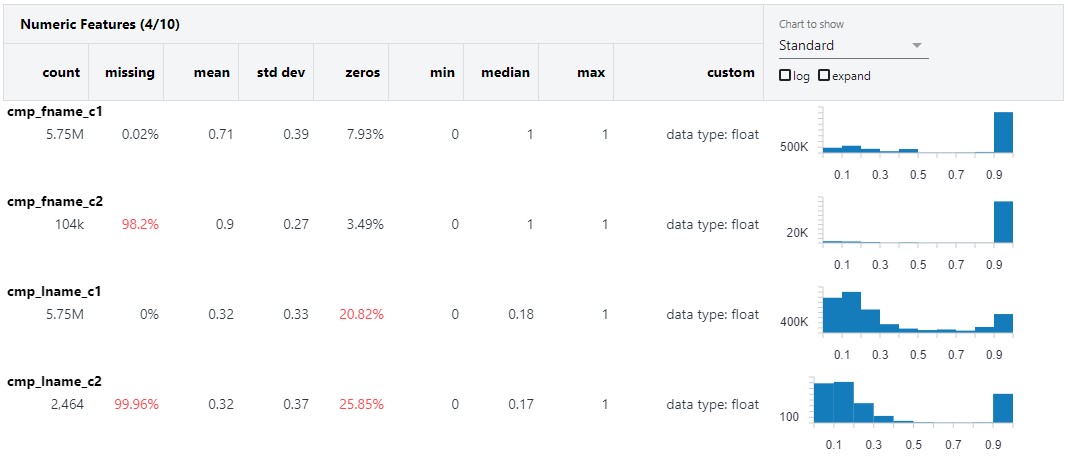 Numeric Features (4/10)
Chart to show
Standard
log expand
count missing mean std dev zeros min median max custom
cmp_fname_c1
5.75M 0.02% 0.71 0.39 7.93% 0 1 1 data type: float
500K
0.1 0.3 0.5 0.7 0.9
cmp_fname_c2
104k 98.2% 0.9 0.27 3.49% 0 1 1 data type: float
20K
0.1 0.3 0.5 0.7 0.9
cmp_lname_c1
5.75M 0% 0.32 0.33 20.82% 0 0.18 1 data type: float
400K
0.1 0.3 0.5 0.7 0.9
cmp_lname_c2
2,464 99.96% 0.32 0.37 25.85% 0 0.17 1 data type: float
100
0.1 0.3 0.5 0.7 0.9